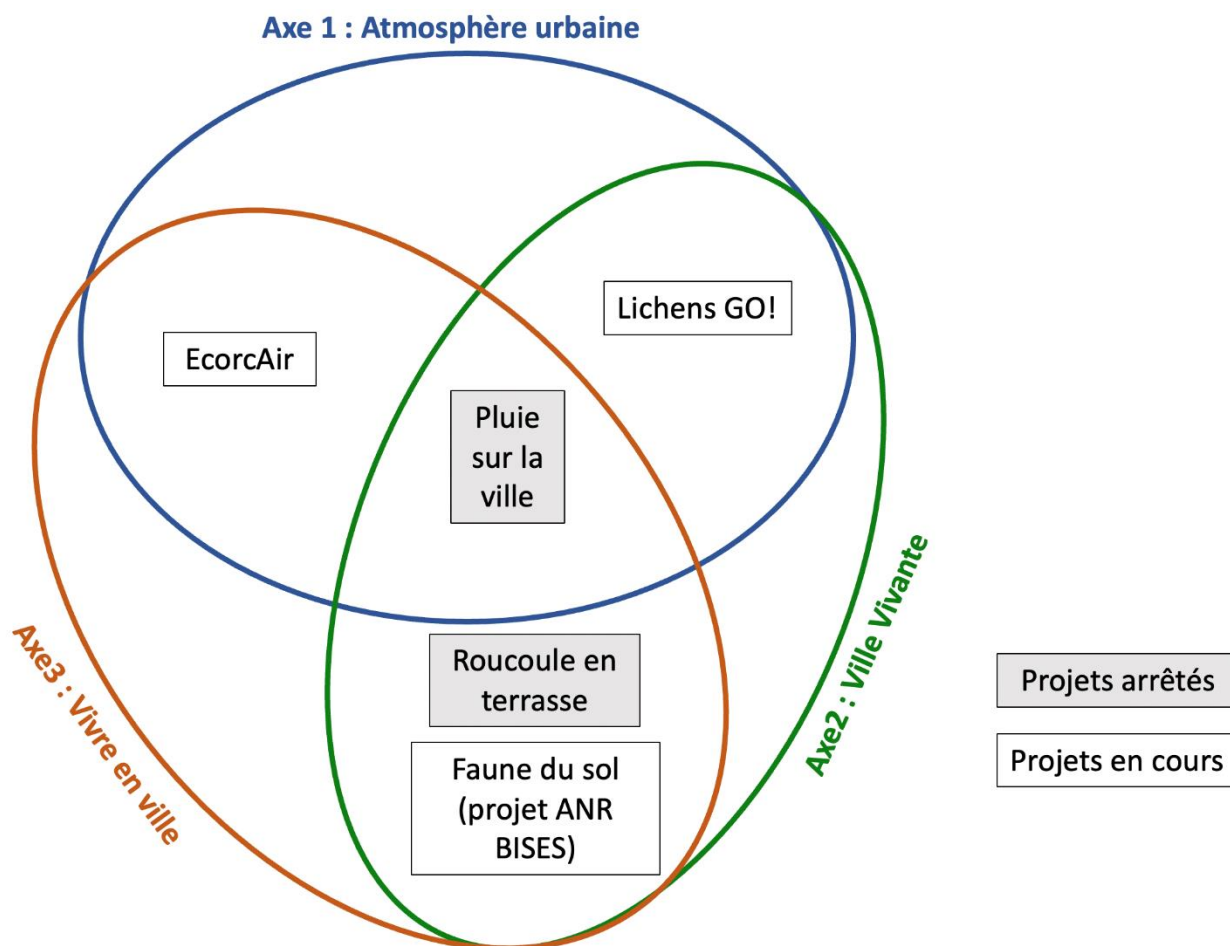 Axe 1 : Atmosphère urbaine
Lichens GO!
EcorcAir
Pluie
sur la
ville
Axe3 : Vivre en ville
Axe2 : Ville Vivante
Roucoule en
terrasse
Faune du sol
(projet ANR
BISES)
Projets arrêtés
Projets en cours